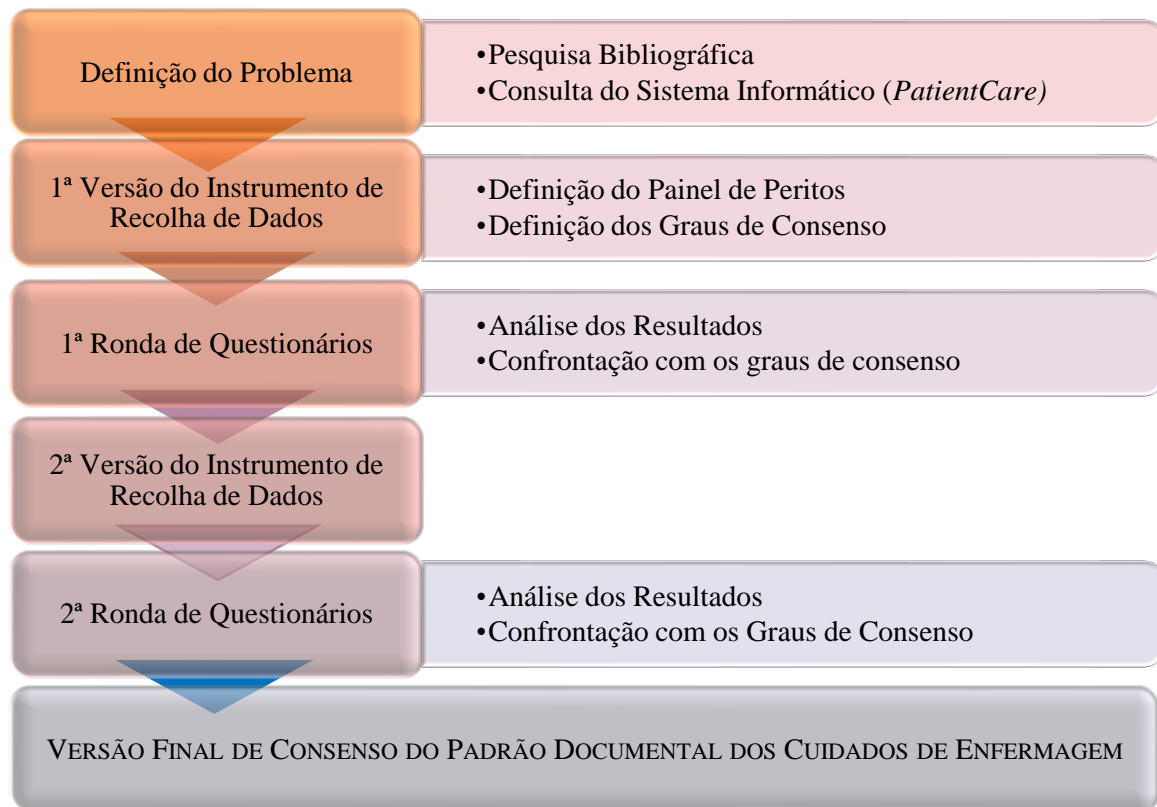 Definição do Problema
•Pesquisa Bibliográfica
•Consulta do Sistema Informático (PatientCare)
1ª Versão do Instrumento de
Recolha de Dados
•Definição do Painel de Peritos
•Definição dos Graus de Consenso
1ª Ronda de Questionários
•Análise dos Resultados
•Confrontação com os graus de consenso
2ª Versão do Instrumento de
Recolha de Dados
2ª Ronda de Questionários
•Análise dos Resultados
•Confrontação com os Graus de Consenso
VERSÃO FINAL DE CONSENSO DO PADRÃO DOCUMENTAL DOS CUIDADOS DE ENFERMAGEM